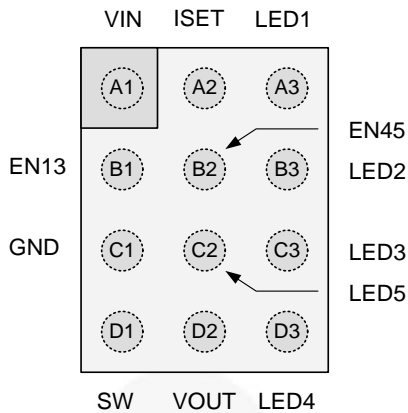 VIN ISET LED1
A1 A2 A3
EN45
EN13 B1 B2 B3 LED2
GND C1 C2 C3 LED3
LED5
D1 D2 D3
SW VOUT LED4